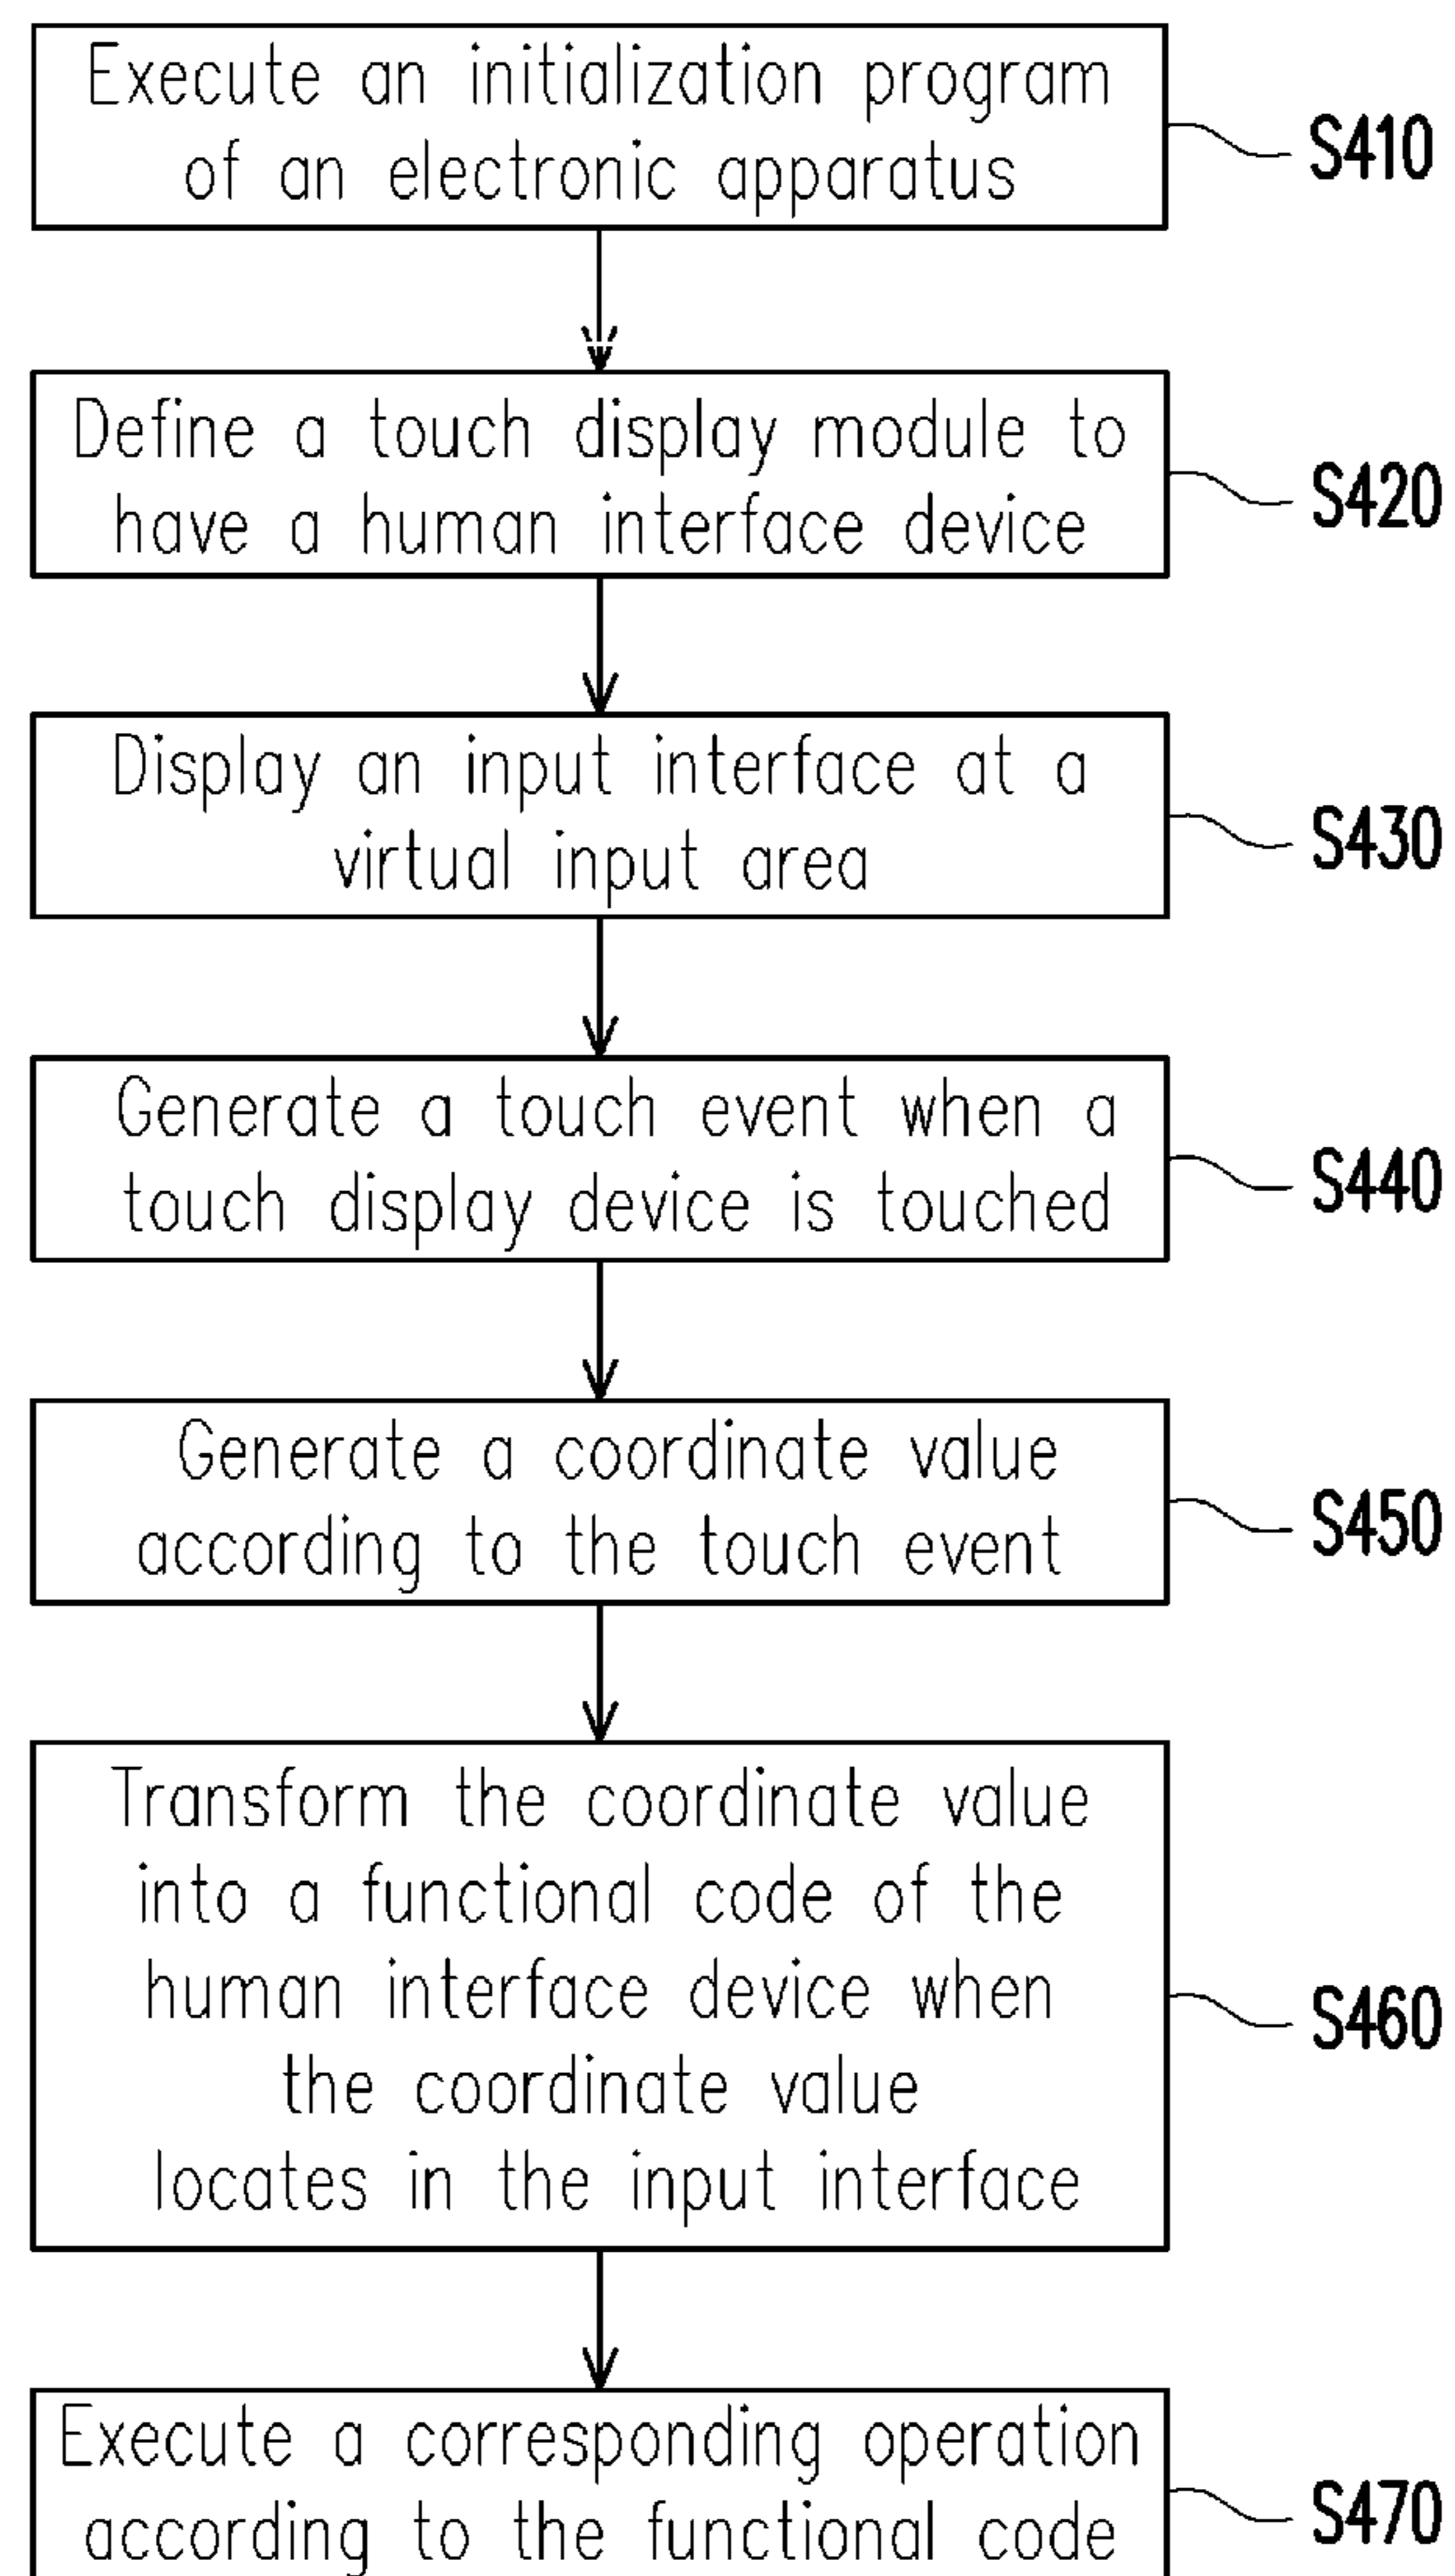 Execute an initialization program
of an electronic apparatus
S410
Define a touch display module to
have a human interface device
S420
Display an input interface at a
virtual input area
S430
Generate a touch event when a
touch display device is touched
S440
Generate a coordinate value
according to the touch event
S450
Transform the coordinate value
into a functional code of the
human interface device when
the coordinate value
locates in the input interface
S460
Execute a corresponding operation
according to the functional code
S470